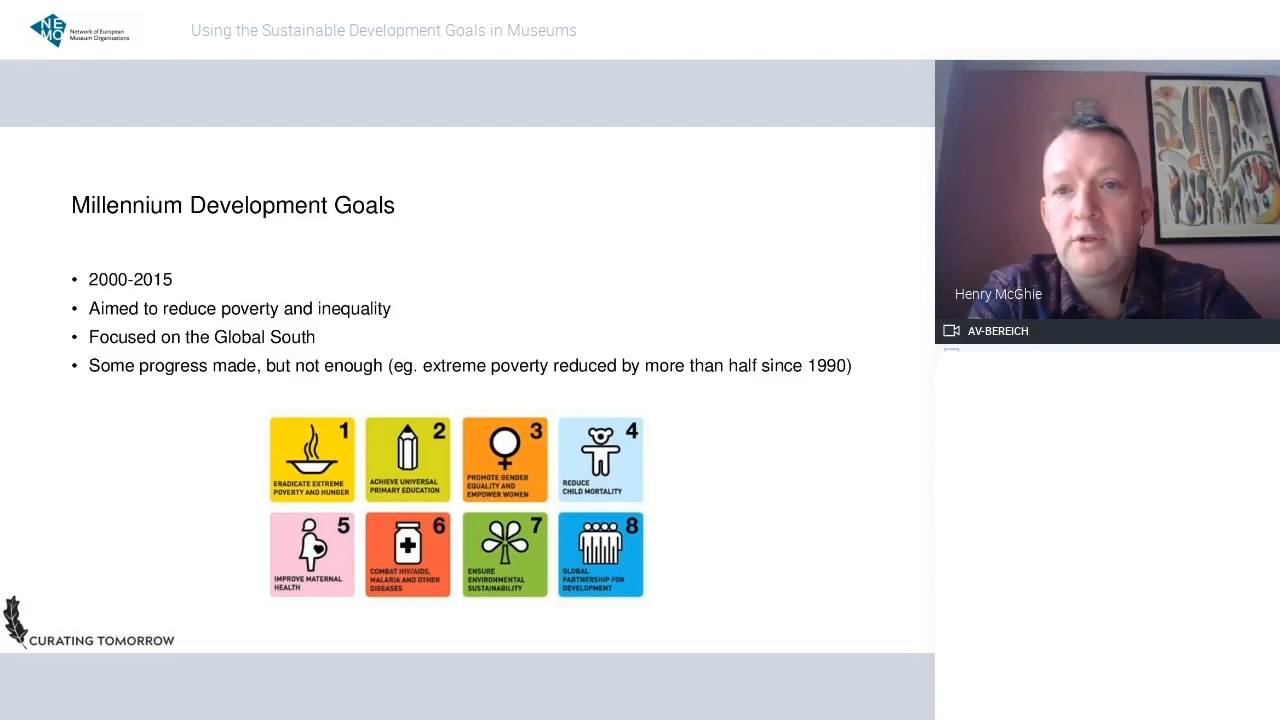 NE
MO
Network of European
Museum Organisations
Using the Sustainable Development Goals in Museums
Millennium Development Goals
• 2000-2015
• Aimed to reduce poverty and inequality
• Focused on the Global South
• Some progress made, but not enough (eg. extreme poverty reduced by more than half since 1990)
1
ERADICATE EXTREME
POVERTY AND HUNGER
2
ACHIEVE UNIVERSAL
PRIMARY EDUCATION
3
PROMOTE GENDER
EQUALITY AND
EMPOWER WOMEN
4
REDUCE
CHILD MORTALITY
5
IMPROVE MATERNAL
HEALTH
6
COMBAT HIV/AIDS,
MALARIA AND OTHER
DISEASES
7
ENSURE
ENVIRONMENTAL
SUSTAINABILITY
8
GLOBAL
PARTNERSHIP FOR
DEVELOPMENT
CURATING TOMORROW
Henry McGhie
AV-BEREICH